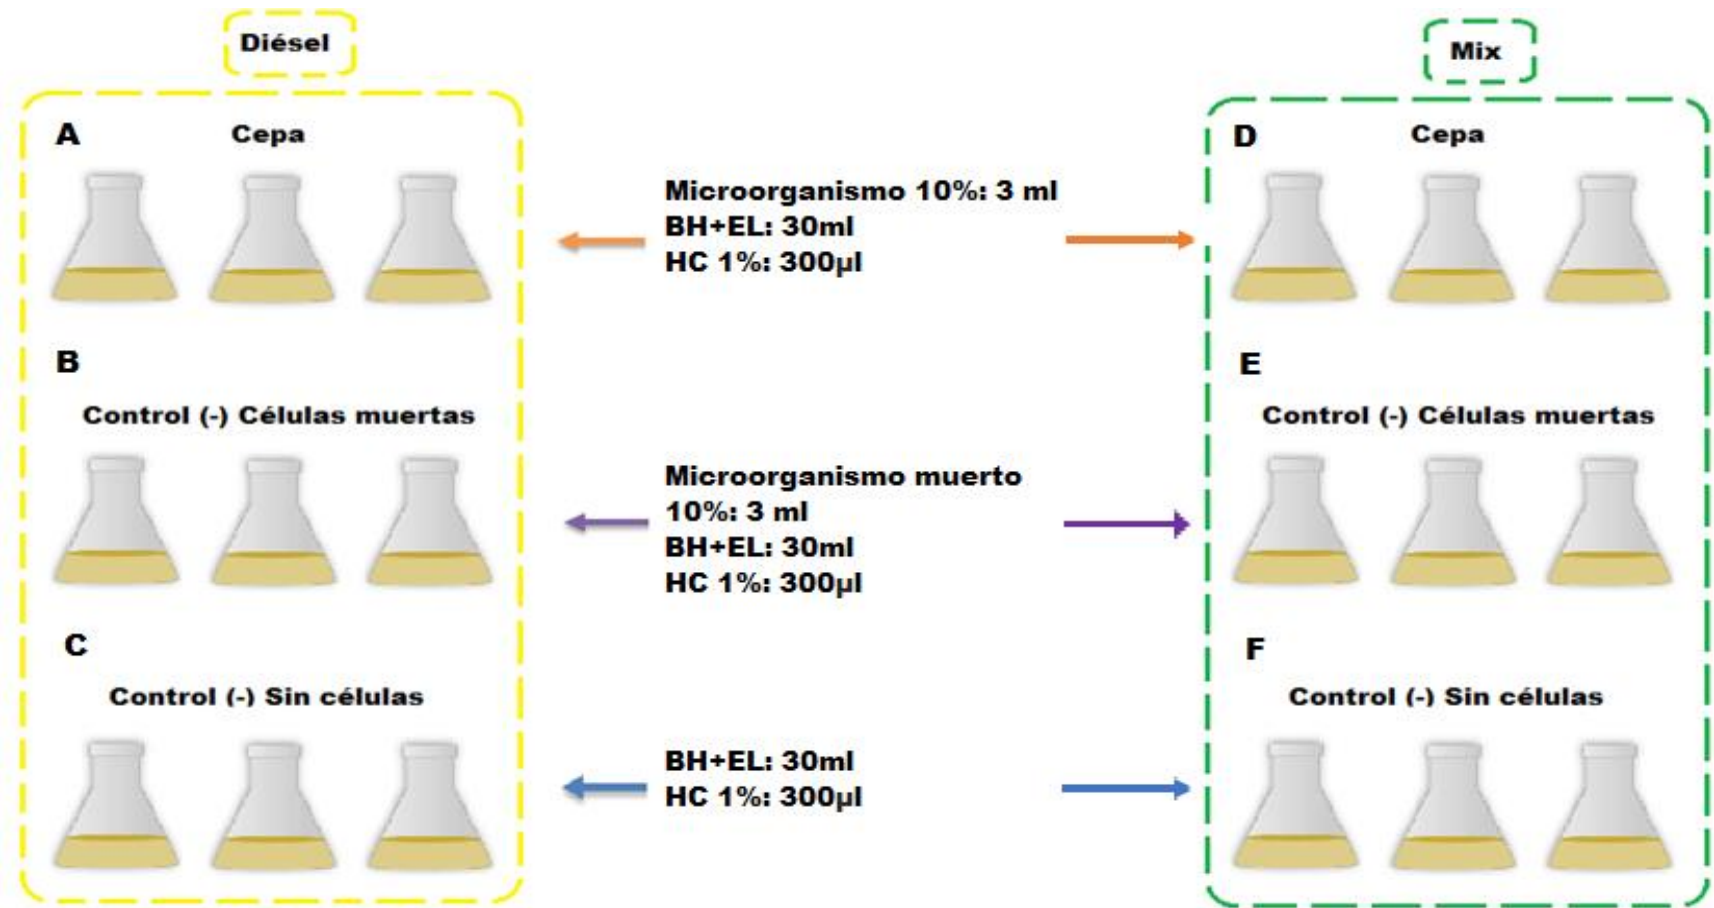 Diésel
A
Cepa
B
Control (-) Células muertas
C
Control (-) Sin células
Microorganismo 10%: 3 ml
BH+EL: 30ml
HC 1%: 300µl
Microorganismo muerto
10%: 3 ml
BH+EL: 30ml
HC 1%: 300µl
BH+EL: 30ml
HC 1%: 300µl
Mix
D
Cepa
E
Control (-) Células muertas
F
Control (-) Sin células